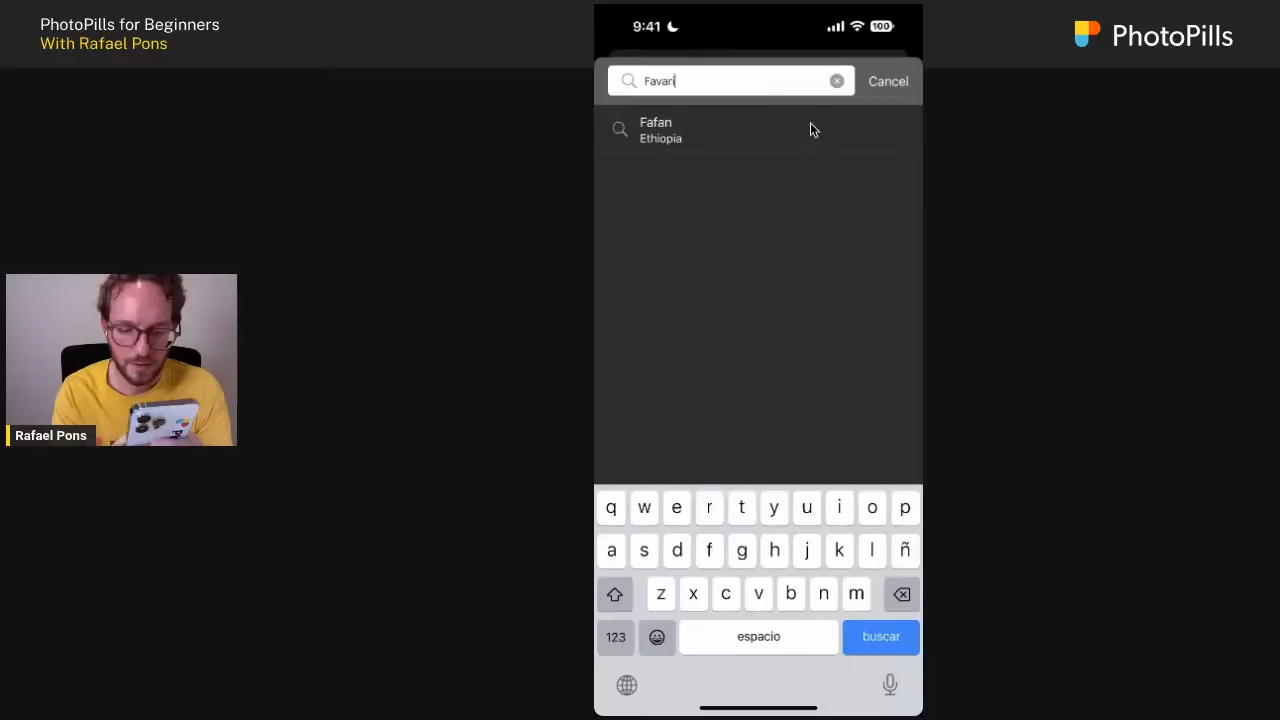 PhotoPills for Beginners
With Rafael Pons
PhotoPills
9:41
100
Favari
Cancel
Fafan
Ethiopia
Rafael Pons
q w e r t y u i o p
a s d f g h j k l ñ
z x c v b n m
123
espacio
buscar